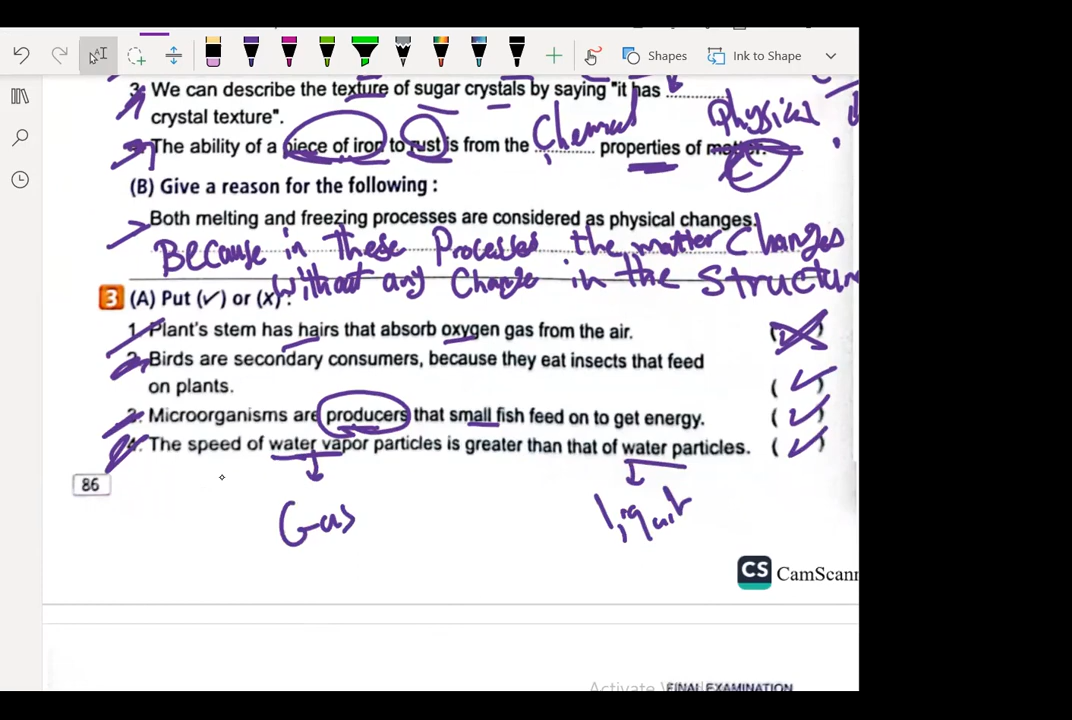 Shapes
Ink to Shape
3. We can describe the texture of sugar crystals by saying "it has ..........
crystal texture".
Physical
Chemical
The ability of a piece of iron to rust is from the .......... properties of matter.
(B) Give a reason for the following :
Both melting and freezing processes are considered as physical changes.
Because in These Processes the matter Changes
without any Change in the Structur
3 (A) Put (✓) or (x) :
1. Plant's stem has hairs that absorb oxygen gas from the air. (X)
2. Birds are secondary consumers, because they eat insects that feed
on plants. (✓)
3. Microorganisms are producers that small fish feed on to get energy. (✓)
4. The speed of water vapor particles is greater than that of water particles. (✓)
86
Gas
liquit
CS CamScann
Activate
FINAL EXAMINATION